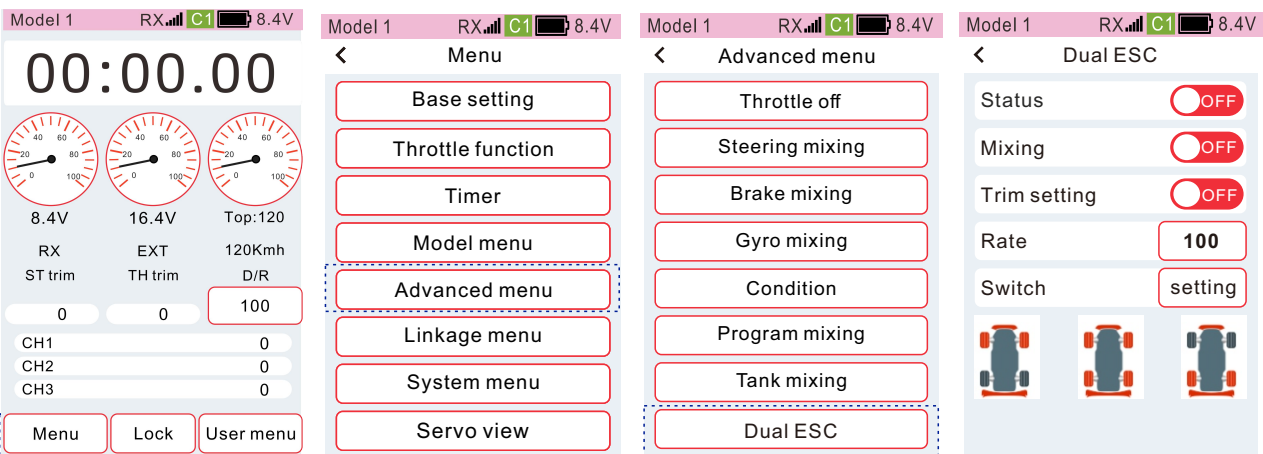 Model 1 RX C1 8.4V
00:00.00
40 60
20 80
0 100
40 60
20 80
0 100
40 60
20 80
0 100
8.4V 16.4V Top:120
RX EXT 120Kmh
ST trim TH trim D/R
0 0 100
CH1 0
CH2 0
CH3 0
Menu Lock User menu
Model 1 RX C1 8.4V
Menu
Base setting
Throttle function
Timer
Model menu
Advanced menu
Linkage menu
System menu
Servo view
Model 1 RX C1 8.4V
Advanced menu
Throttle off
Steering mixing
Brake mixing
Gyro mixing
Condition
Program mixing
Tank mixing
Dual ESC
Model 1 RX C1 8.4V
Dual ESC
Status OFF
Mixing OFF
Trim setting OFF
Rate 100
Switch setting